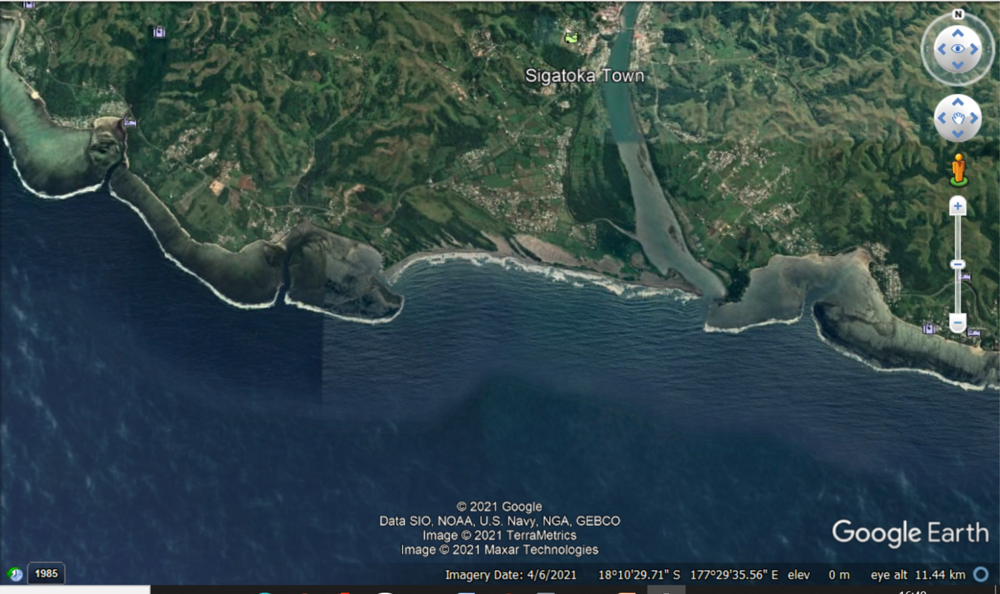 N
Sigatoka Town
© 2021 Google
Data SIO, NOAA, U.S. Navy, NGA, GEBCO
Image © 2021 TerraMetrics
Image © 2021 Maxar Technologies
Google Earth
1985
Imagery Date: 4/6/2021 18°10'29.71" S 177°29'35.56" E elev 0 m eye alt 11.44 km